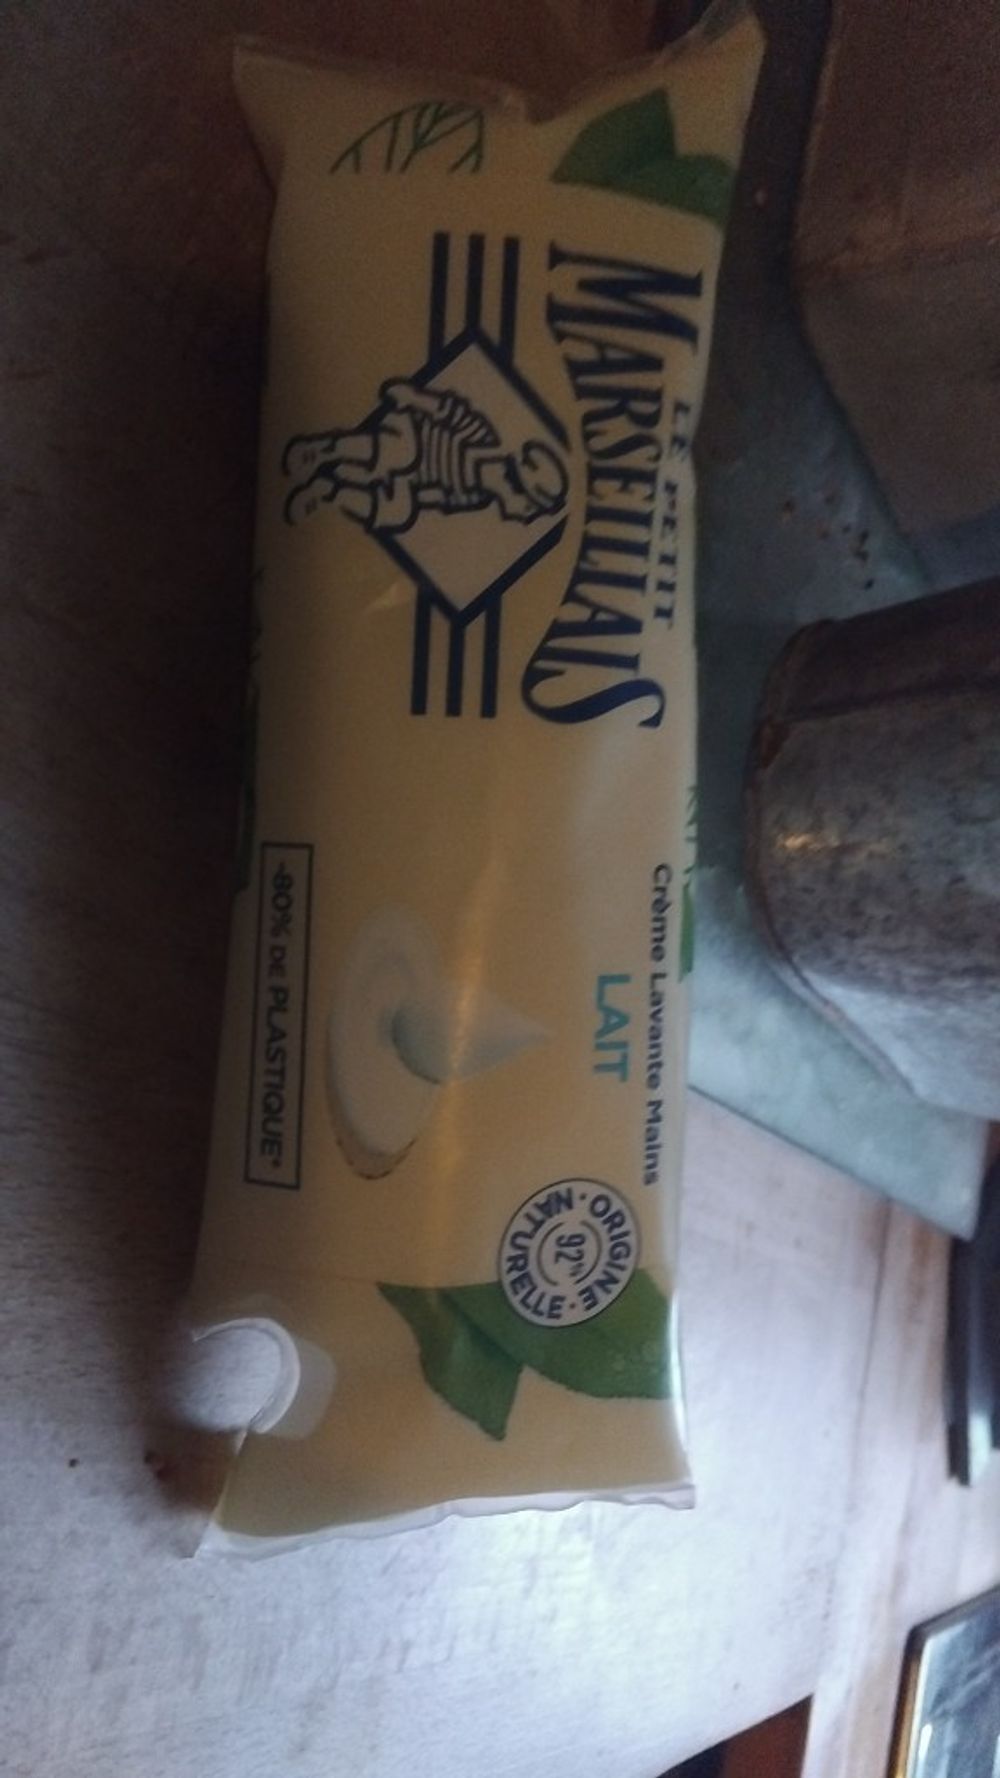 LE PETIT
MARSEILLAIS
Crème Lavante Mains
LAIT
ORIGINE
NATURELLE
92%
-80% DE PLASTIQUE*